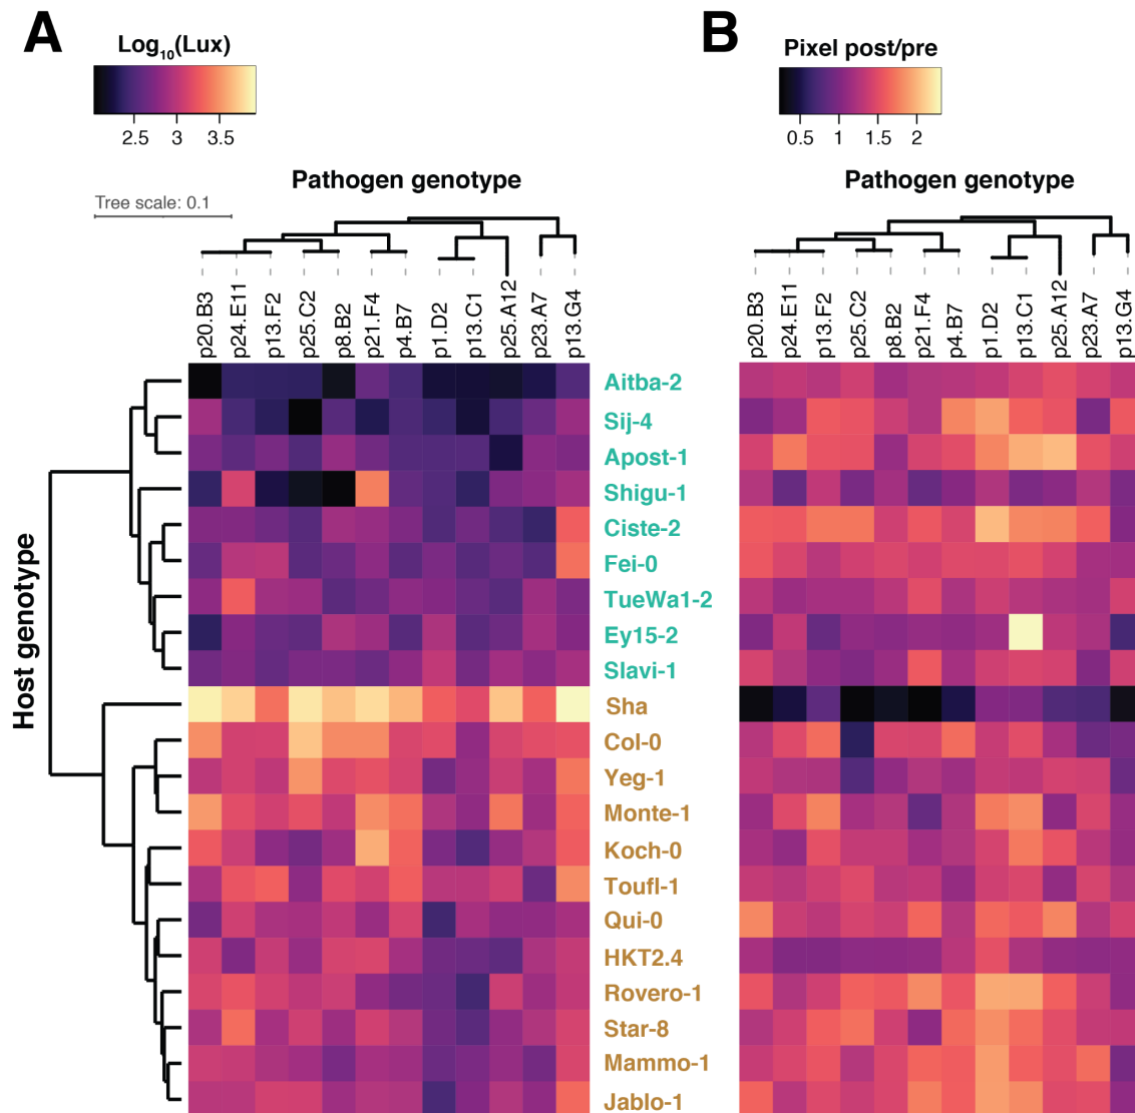 A
B
Log10(Lux)
2.5 3 3.5
Pixel post/pre
0.5 1 1.5 2
Pathogen genotype
Pathogen genotype
Tree scale: 0.1
p20.B3 p24.E11 p13.F2 p25.C2 p8.B2 p21.F4 p4.B7 p1.D2 p13.C1 p25.A12 p23.A7 p13.G4
p20.B3 p24.E11 p13.F2 p25.C2 p8.B2 p21.F4 p4.B7 p1.D2 p13.C1 p25.A12 p23.A7 p13.G4
Host genotype
Aitba-2
Sij-4
Apost-1
Shigu-1
Ciste-2
Fei-0
TueWa1-2
Ey15-2
Slavi-1
Sha
Col-0
Yeg-1
Monte-1
Koch-0
Toufl-1
Qui-0
HKT2.4
Rovero-1
Star-8
Mammo-1
Jablo-1